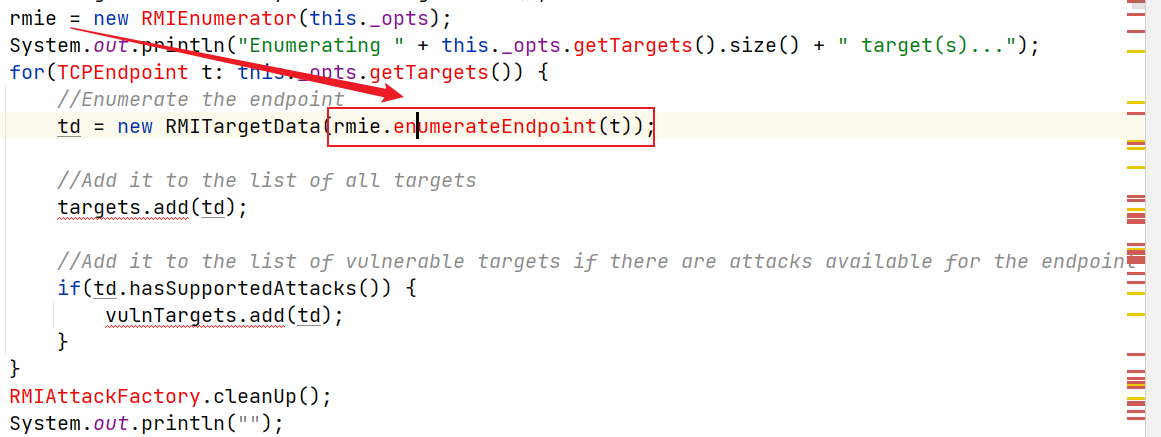 rmie = new RMIEnumerator(this._opts);
System.out.println("Enumerating " + this._opts.getTargets().size() + " target(s)...");
for(TCPEndpoint t: this._opts.getTargets()) {
//Enumerate the endpoint
td = new RMITargetData(rmie.enumerateEndpoint(t));
//Add it to the list of all targets
targets.add(td);
//Add it to the list of vulnerable targets if there are attacks available for the endpoint
if(td.hasSupportedAttacks()) {
vulnTargets.add(td);
}
}
RMIAttackFactory.cleanUp();
System.out.println("");